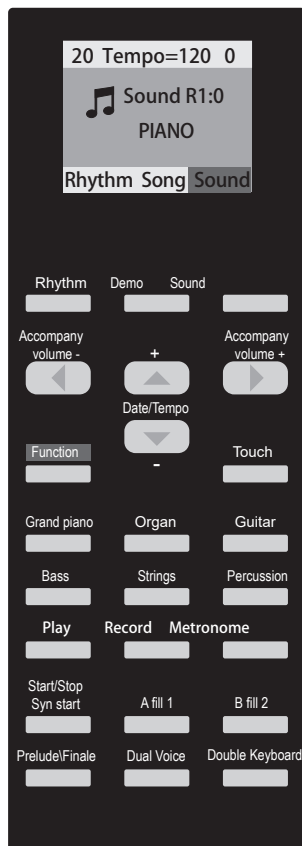 20 Tempo=120 0
Sound R1:0
PIANO
Rhythm Song Sound
Rhythm Demo Sound
Accompany
volume -
+
Accompany
volume +
Date/Tempo
Function
-
Touch
Grand piano Organ Guitar
Bass Strings Percussion
Play Record Metronome
Start/Stop
Syn start
A fill 1 B fill 2
Prelude\Finale Dual Voice Double Keyboard